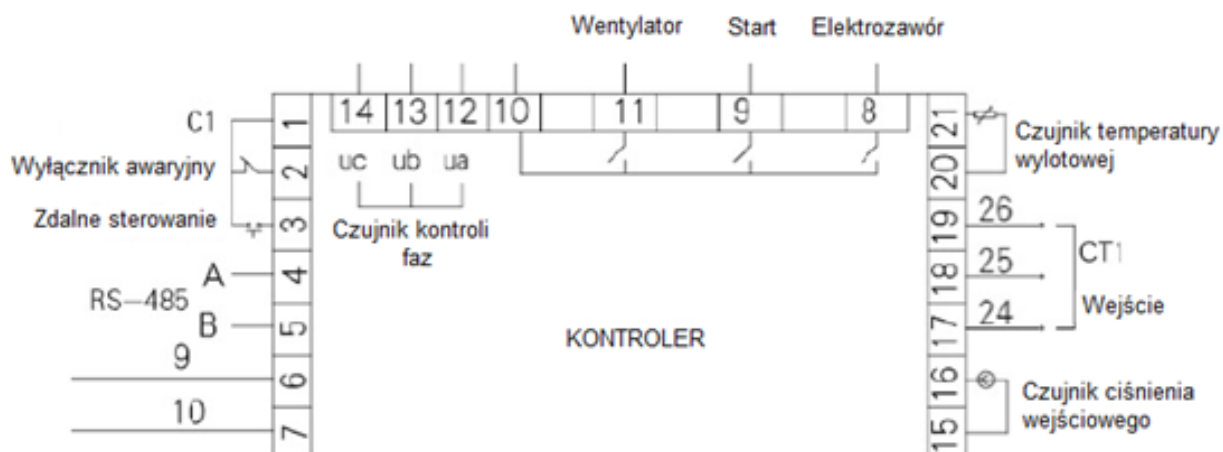 Wentylator Start Elektrozawór
14 13 12 10 11 9 8
C1 1 21
Czujnik temperatury
wylotowej
Wyłącznik awaryjny 2 uc ub ua 20
Zdalne sterowanie 3 19 26
Czujnik kontroli
faz
A 4 18 25 CT1
RS-485
B 5 17 24 Wejście
KONTROLER
9 6 16
Czujnik ciśnienia
wejściowego
10 7 15